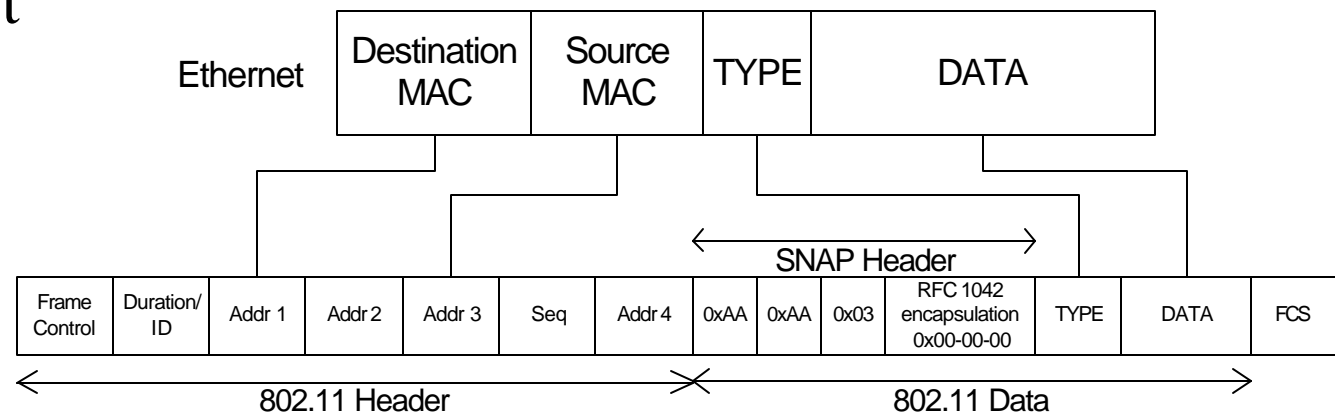 t
Ethernet
Destination
MAC
Source
MAC
TYPE
DATA
SNAP Header
Frame
Control
Duration/
ID
Addr 1
Addr 2
Addr 3
Seq
Addr 4
0xAA
0xAA
0x03
RFC 1042
encapsulation
0x00-00-00
TYPE
DATA
FCS
802.11 Header
802.11 Data